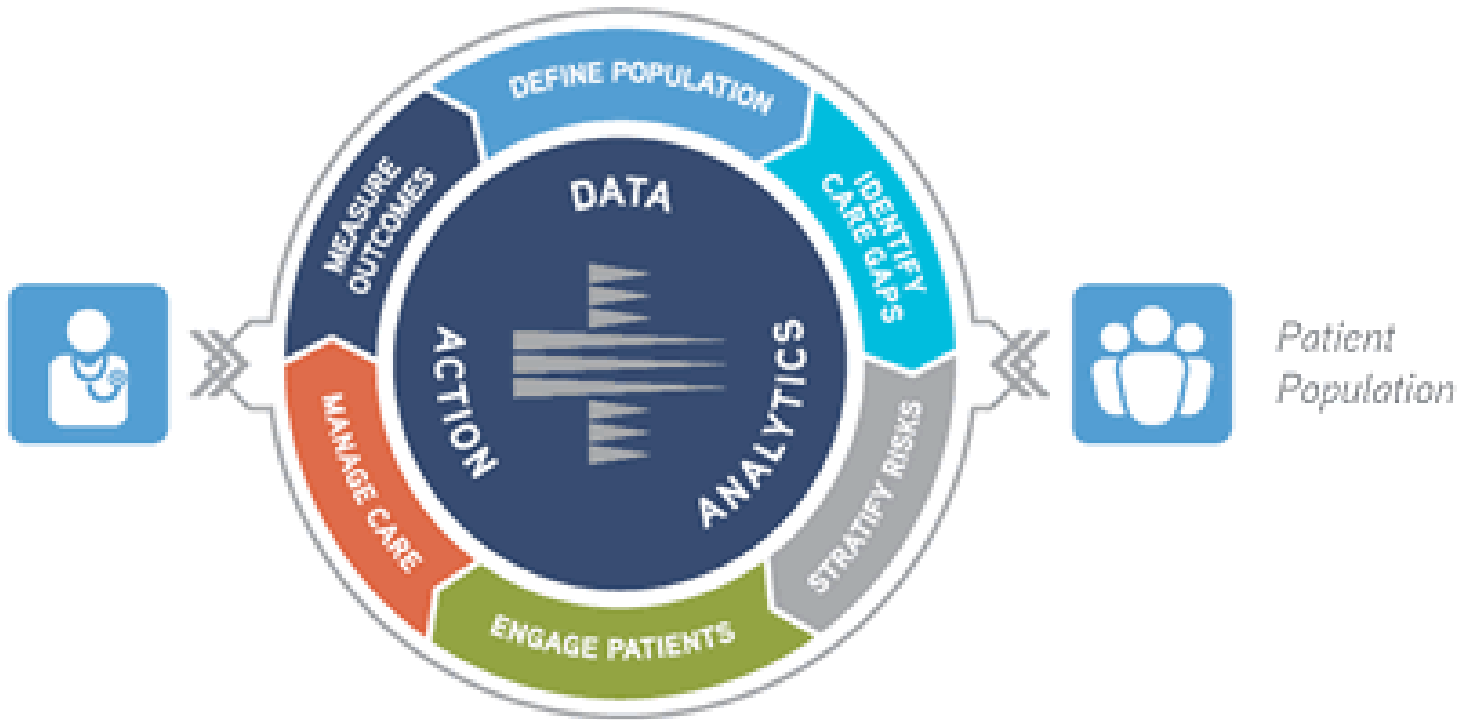 DEFINE POPULATION
IDENTIFY
CARE GAPS
STRATIFY RISKS
ENGAGE PATIENTS
MANAGE CARE
MEASURE
OUTCOMES
DATA
ANALYTICS
ACTION
Patient
Population